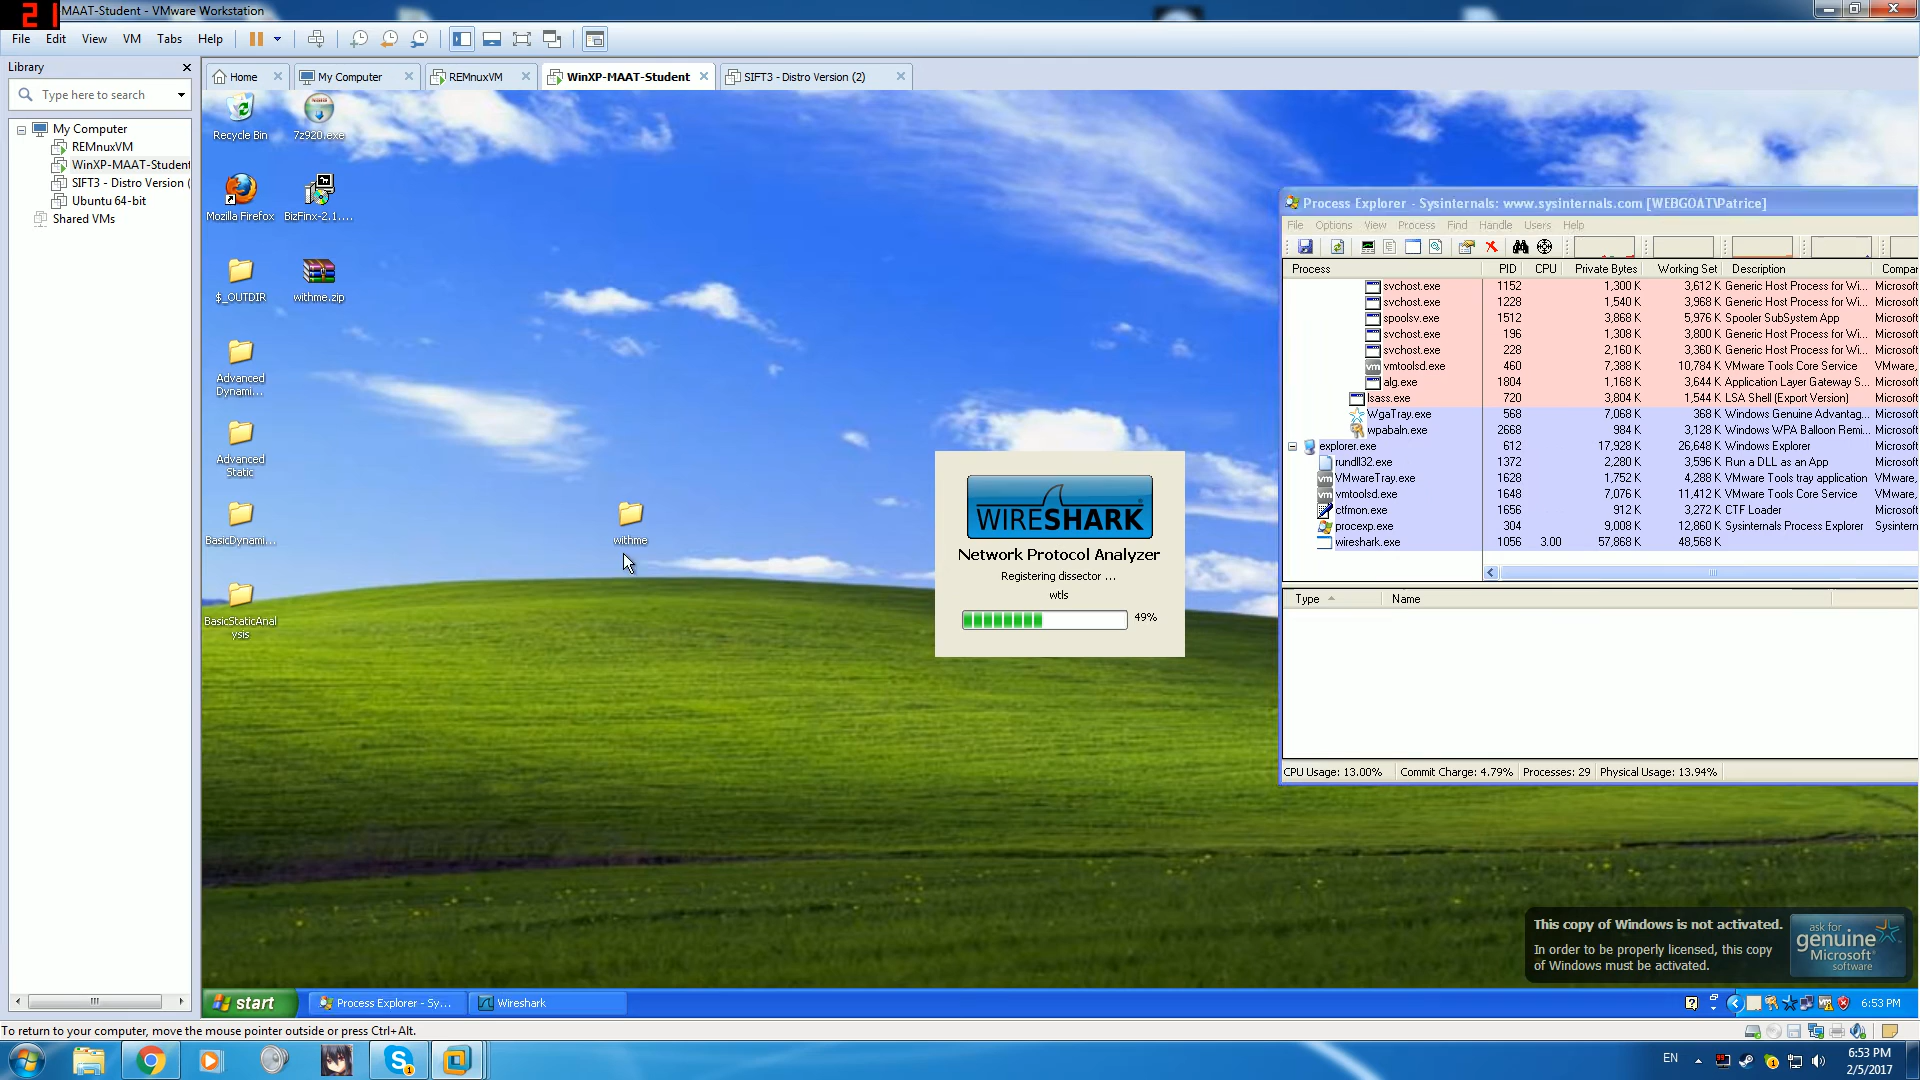 21
MAAT-Student - VMware Workstation
File Edit View VM Tabs Help
Library
Type here to search
My Computer
REMnuxVM
WinXP-MAAT-Student
SIFT3 - Distro Version (
Ubuntu 64-bit
Shared VMs
Home
My Computer
REMnuxVM
WinXP-MAAT-Student
SIFT3 - Distro Version (2)
Recycle Bin
7z920.exe
Mozilla Firefox
BizFinx-2.1....
$_OUTDIR
withme.zip
Advanced
Dynami...
Advanced
Static
BasicDynami...
BasicStaticAnal
ysis
withme
WIRESHARK
Network Protocol Analyzer
Registering dissector ...
wtls
49%
Process Explorer - Sysinternals: www.sysinternals.com [WEBGOAT\Patrice]
File Options View Process Find Handle Users Help
Process PID CPU Private Bytes Working Set Description Compar
svchost.exe 1152 1,300 K 3,612 K Generic Host Process for Wi... Microsoft
svchost.exe 1228 1,540 K 3,968 K Generic Host Process for Wi... Microsoft
spoolsv.exe 1512 3,868 K 5,976 K Spooler SubSystem App Microsoft
svchost.exe 196 1,308 K 3,800 K Generic Host Process for Wi... Microsoft
svchost.exe 228 2,160 K 3,360 K Generic Host Process for Wi... Microsoft
vmtoolsd.exe 460 7,388 K 10,784 K VMware Tools Core Service VMware,
alg.exe 1804 1,168 K 3,644 K Application Layer Gateway S... Microsoft
lsass.exe 720 3,804 K 1,544 K LSA Shell (Export Version) Microsoft
WgaTray.exe 568 7,068 K 368 K Windows Genuine Advantag... Microsoft
wpabaln.exe 2668 984 K 3,128 K Windows WPA Balloon Remi... Microsoft
explorer.exe 612 17,928 K 26,648 K Windows Explorer Microsoft
rundll32.exe 1372 2,280 K 3,596 K Run a DLL as an App Microsoft
VMwareTray.exe 1628 1,752 K 4,288 K VMware Tools tray application VMware,
vmtoolsd.exe 1648 7,076 K 11,412 K VMware Tools Core Service VMware,
ctfmon.exe 1656 912 K 3,272 K CTF Loader Microsoft
procexp.exe 304 9,008 K 12,860 K Sysinternals Process Explorer Sysintern
wireshark.exe 1056 3.00 57,868 K 48,568 K
Type Name
CPU Usage: 13.00% Commit Charge: 4.79% Processes: 29 Physical Usage: 13.94%
This copy of Windows is not activated.
In order to be properly licensed, this copy
of Windows must be activated.
ask for
genuine
Microsoft
software
start
Process Explorer - Sy...
Wireshark
6:53 PM
To return to your computer, move the mouse pointer outside or press Ctrl+Alt.
EN
6:53 PM
2/5/2017